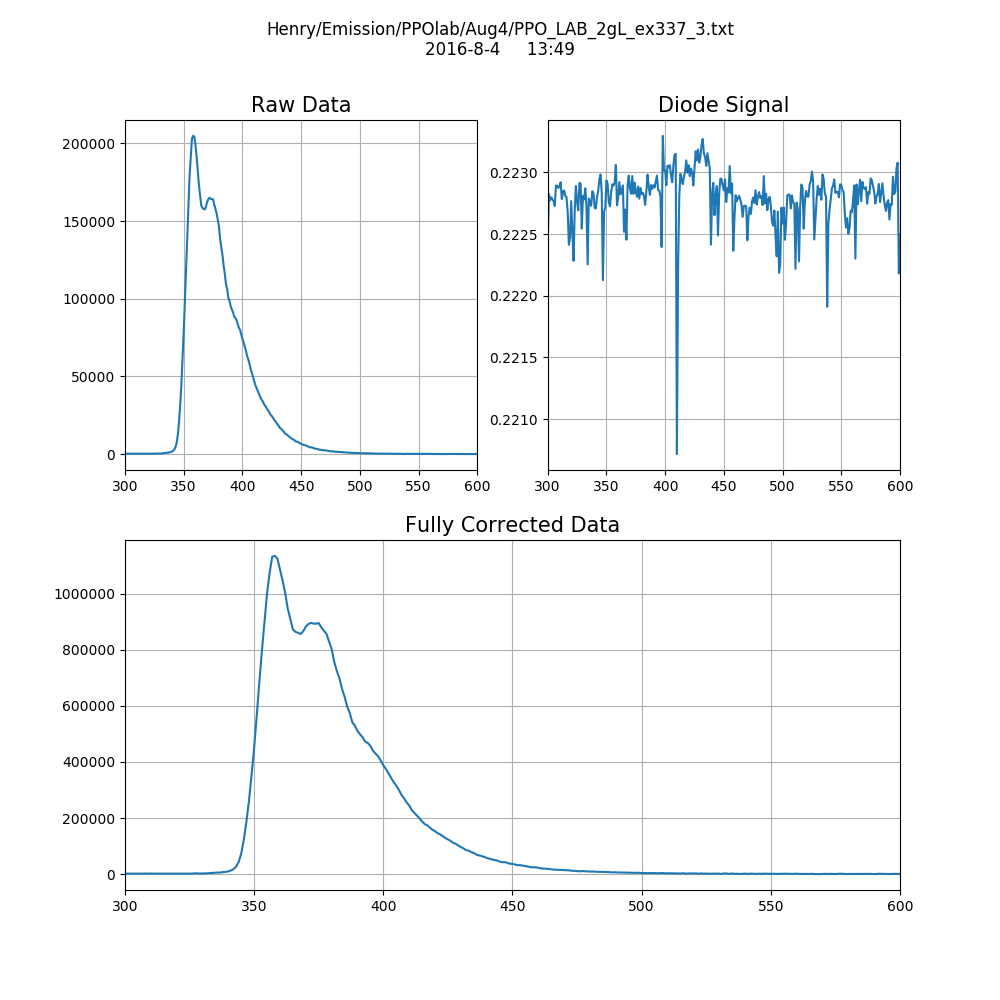 Henry/Emission/PPOlab/Aug4/PPO_LAB_2gL_ex337_3.txt
2016-8-4 13:49
Raw Data
200000
150000
100000
50000
0
300 350 400 450 500 550 600
Diode Signal
0.2230
0.2225
0.2220
0.2215
0.2210
300 350 400 450 500 550 600
Fully Corrected Data
1000000
800000
600000
400000
200000
0
300 350 400 450 500 550 600